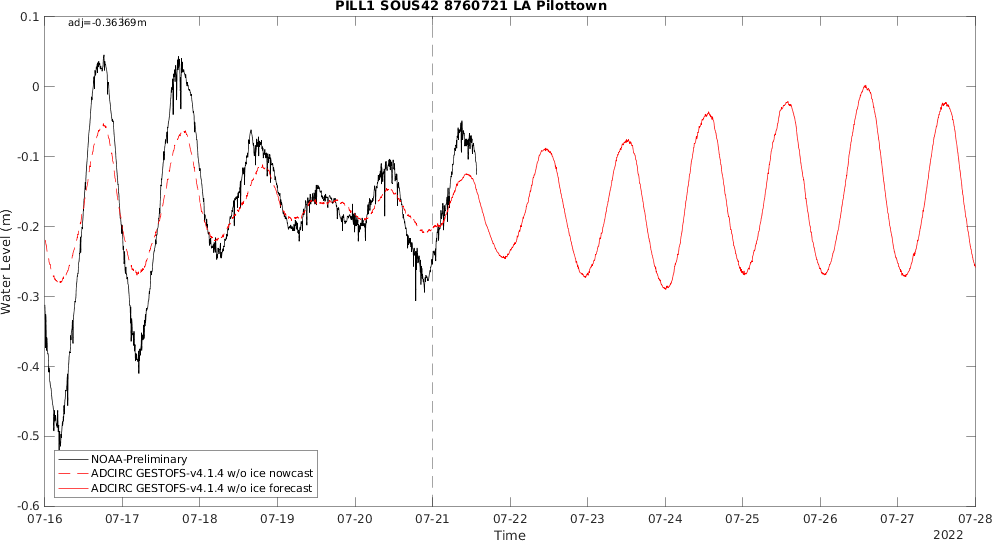 PILL1 SOUS42 8760721 LA Pilottown
adj=-0.36369m
0.1
0
-0.1
-0.2
-0.3
-0.4
-0.5
-0.6
Water Level (m)
NOAA-Preliminary
ADCIRC GESTOFS-v4.1.4 w/o ice nowcast
ADCIRC GESTOFS-v4.1.4 w/o ice forecast
07-16 07-17 07-18 07-19 07-20 07-21 07-22 07-23 07-24 07-25 07-26 07-27 07-28
Time
2022